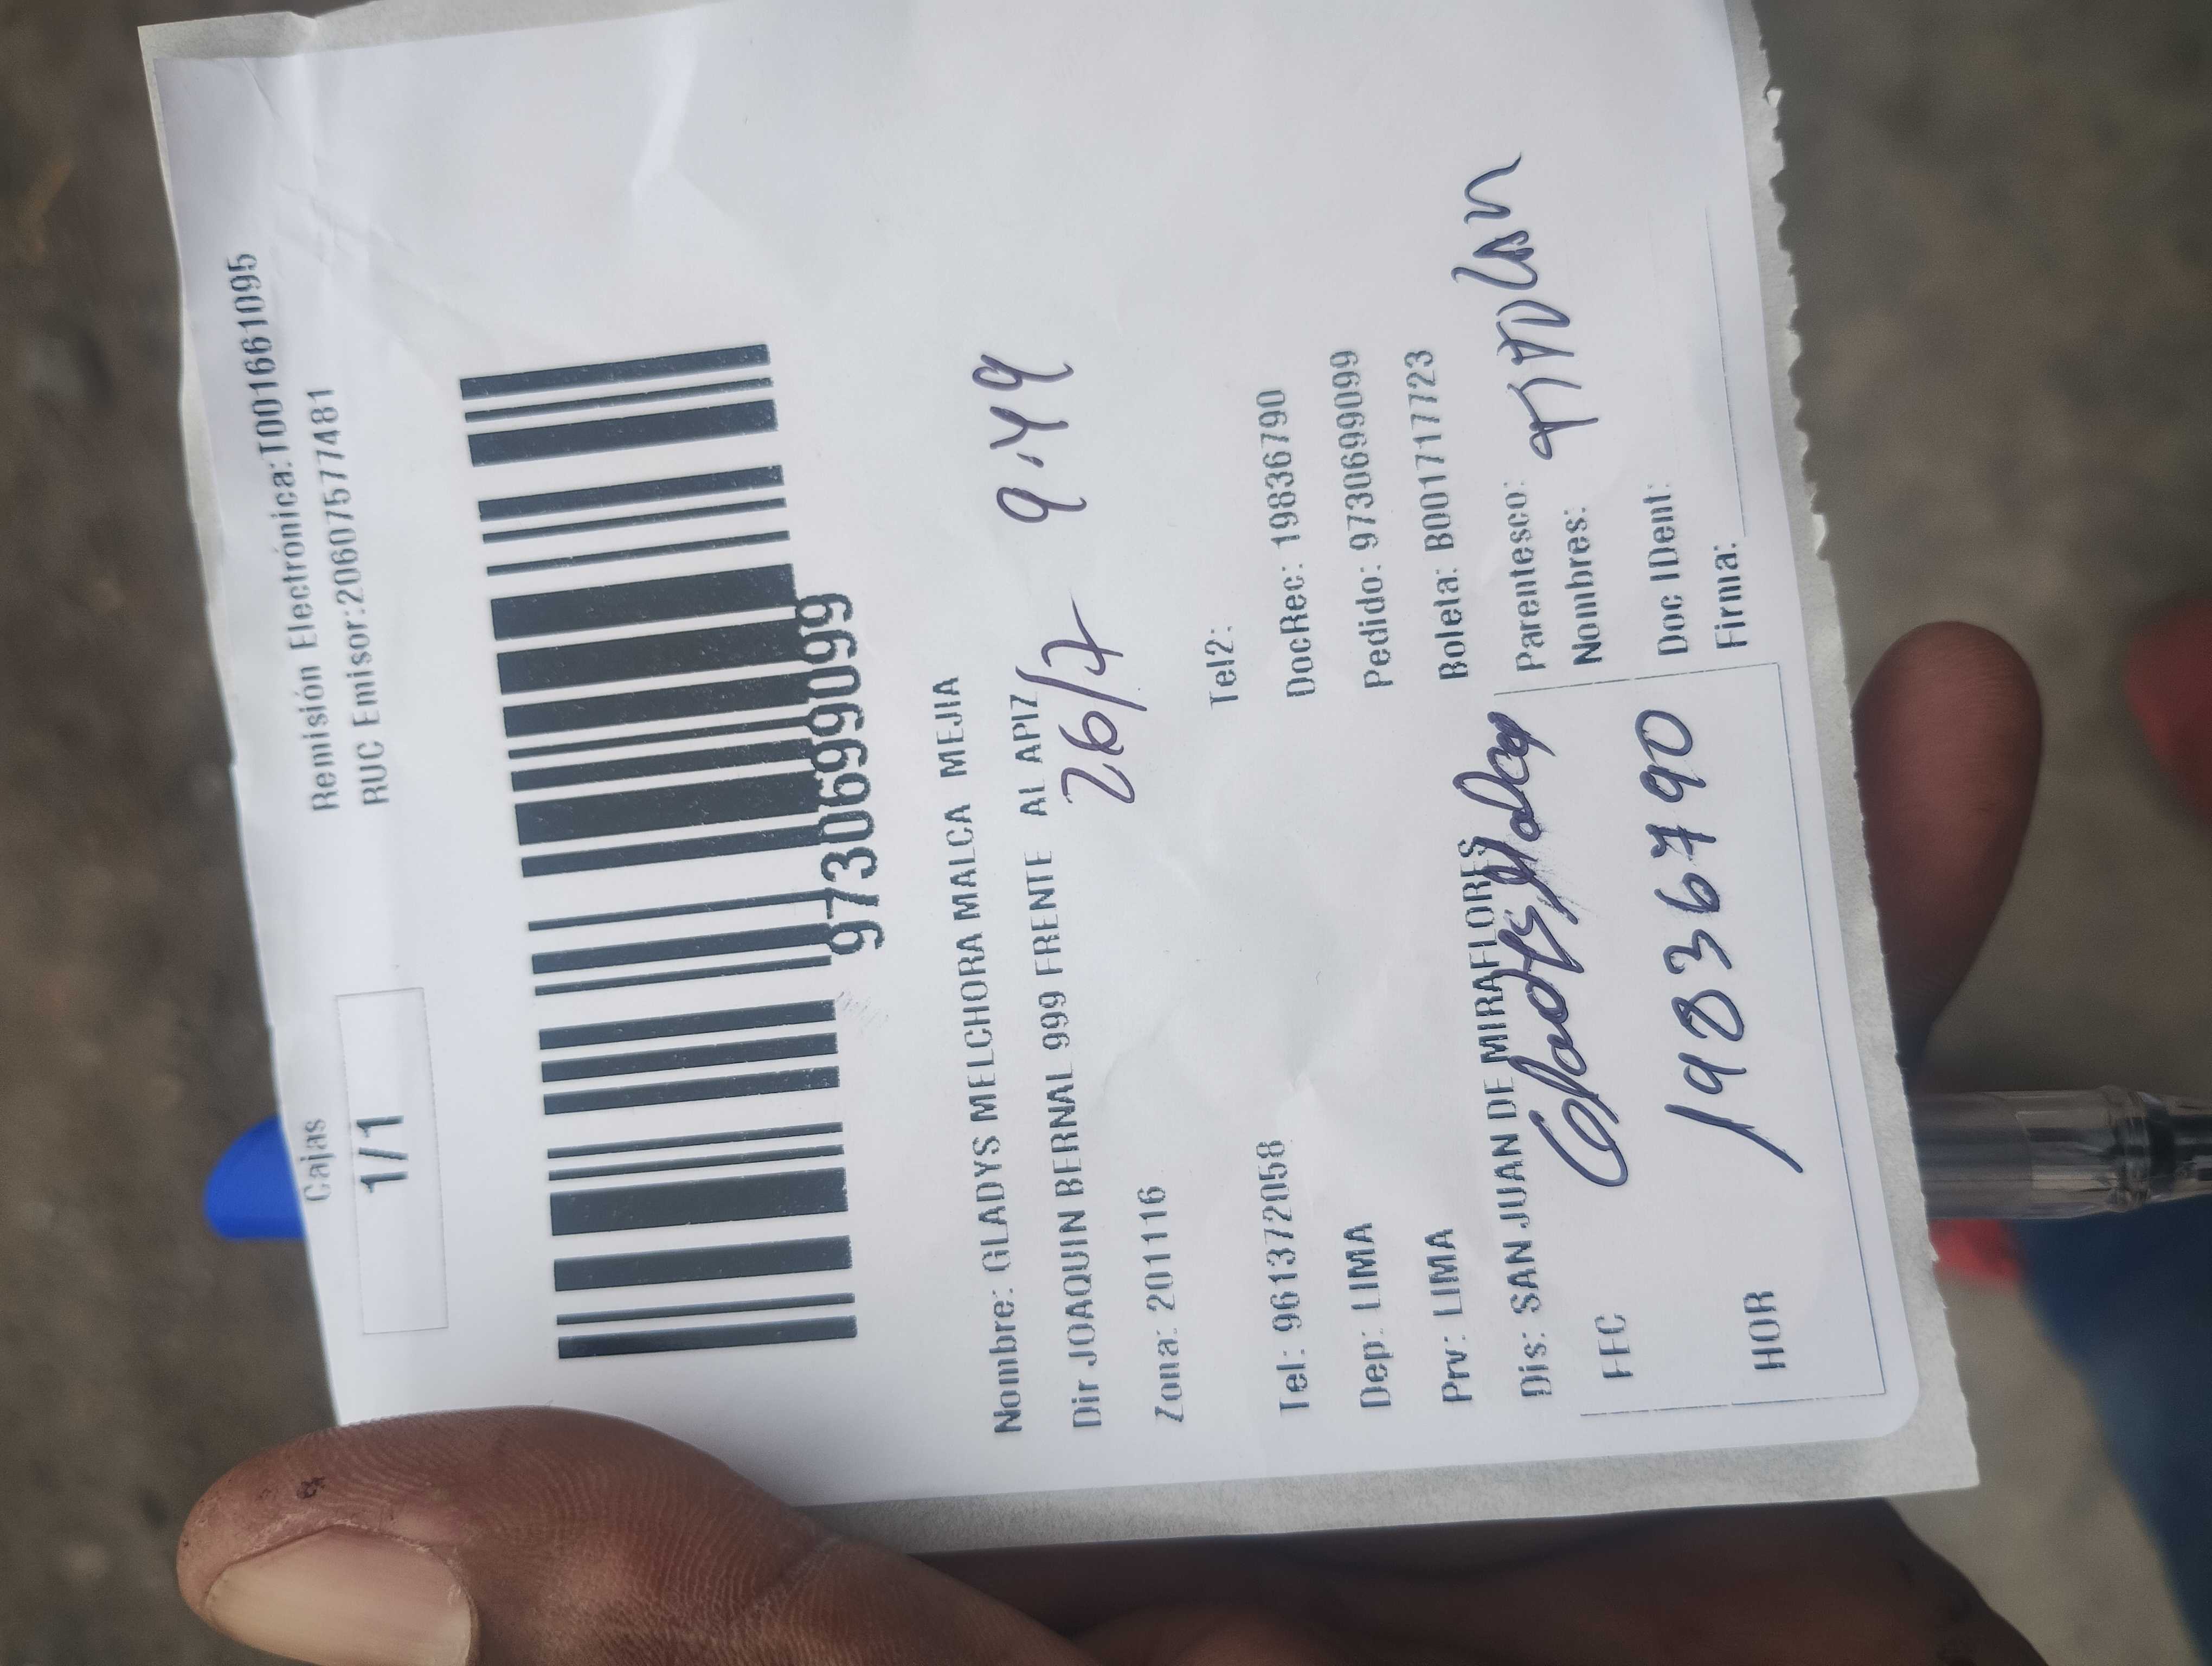 Remisión Electrónica:T001661095
RUC Emisor:20607577481
Cajas
1/1
9730699099
Nombre: GLADYS MELCHORA MALCA MEJIA
Dir JOAQUIN BERNAL 999 FRENTE AL APIZ
26/7 9:49
Zona: 201116
Tel: 961372058 Tel2:
Dep: LIMA DocRec: 19836790
Prv: LIMA Pedido: 9730699099
Dis: SAN JUAN DE MIRAFLORES Boleta: B001717723
FEC Parentesco:
Nombres:
19836790
HOR Doc IDent:
Firma: